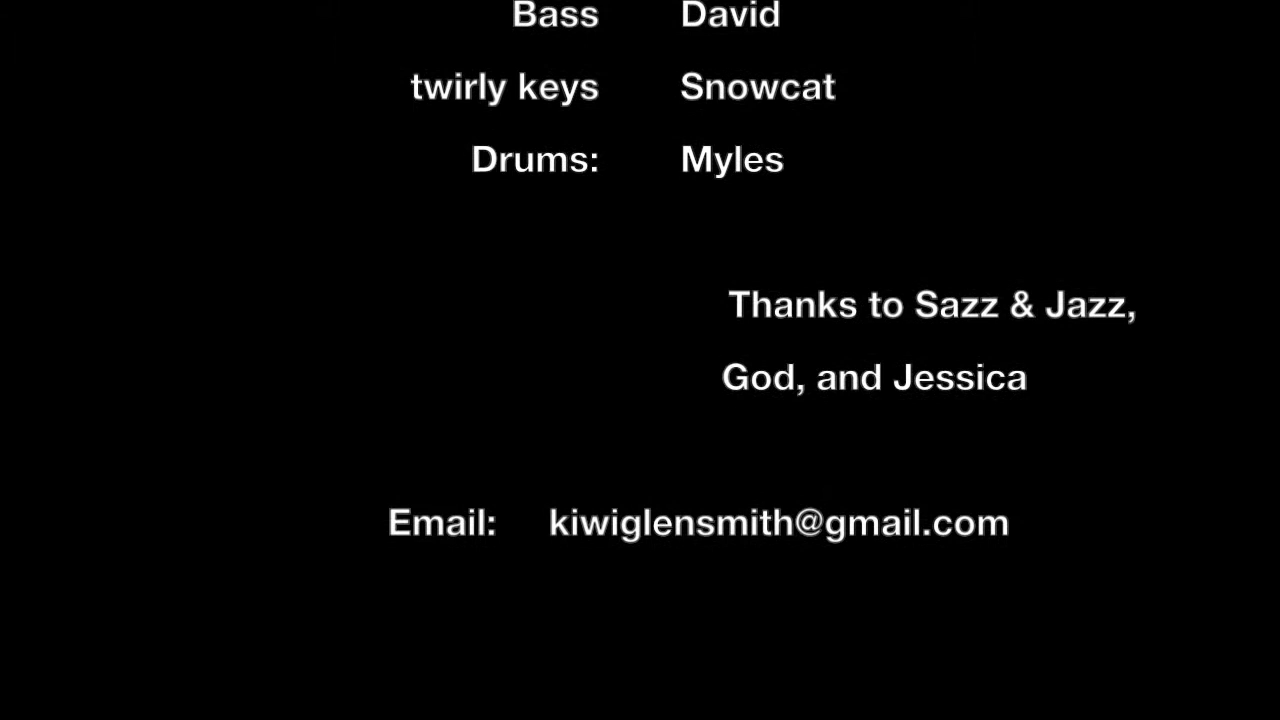 Bass David
twirly keys Snowcat
Drums: Myles
Thanks to Sazz & Jazz,
God, and Jessica
Email: kiwiglensmith@gmail.com